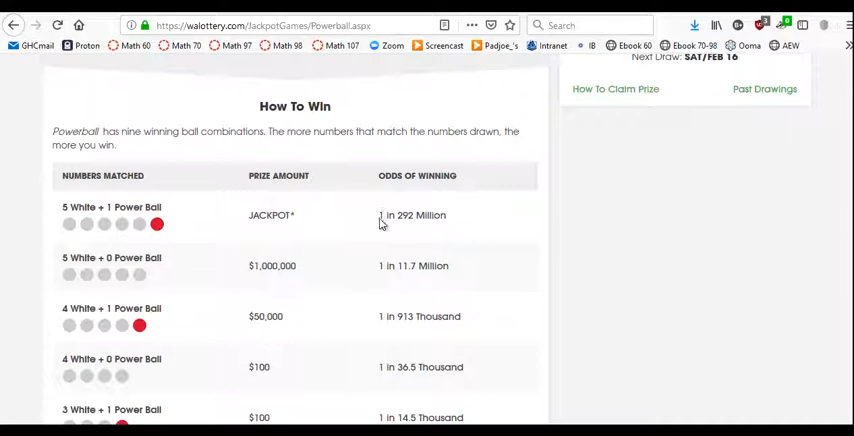 https://walottery.com/JackpotGames/Powerball.aspx
Search
3
0
GHCmail Proton Math 60 Math 70 Math 97 Math 98 Math 107 Zoom Screencast Padjoe_'s Intranet IB Ebook 60 Ebook 70-98 Ooma AEW
Next Draw: SAT/FEB 16
How To Claim Prize Past Drawings
How To Win
Powerball has nine winning ball combinations. The more numbers that match the numbers drawn, the
more you win.
NUMBERS MATCHED PRIZE AMOUNT ODDS OF WINNING
5 White + 1 Power Ball
JACKPOT* 1 in 292 Million
5 White + 0 Power Ball
$1,000,000 1 in 11.7 Million
4 White + 1 Power Ball
$50,000 1 in 913 Thousand
4 White + 0 Power Ball
$100 1 in 36.5 Thousand
3 White + 1 Power Ball
$100 1 in 14.5 Thousand